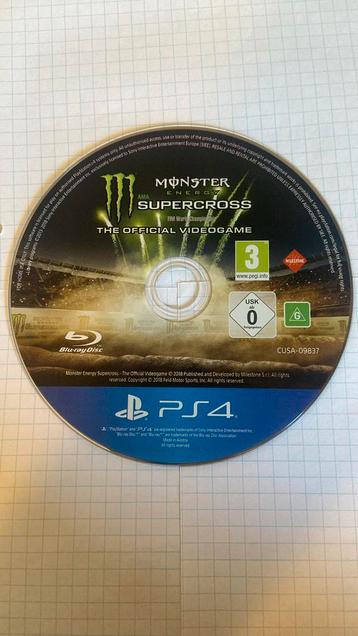 MONSTER
ENERGY
AMA
SUPERCROSS
FIM World Championship
THE OFFICIAL VIDEOGAME
3
www.pegi.info
MILESTONE
USK
ab
0
freigegeben
G
Blu-ray Disc
CUSA-09837
Monster Energy Supercross - The Official Videogame © 2018 Published and Developed by Milestone S.r.l. All rights
reserved. Copyright © 2018 Feld Motor Sports, Inc. All rights reserved.
PS4
"PlayStation" and "PS4" are registered trademarks of Sony Interactive Entertainment Inc.
"Blu-ray Disc™" and "Blu-ray™" are trademarks of the Blu-ray Disc Association.
Made in Austria
All rights reserved.